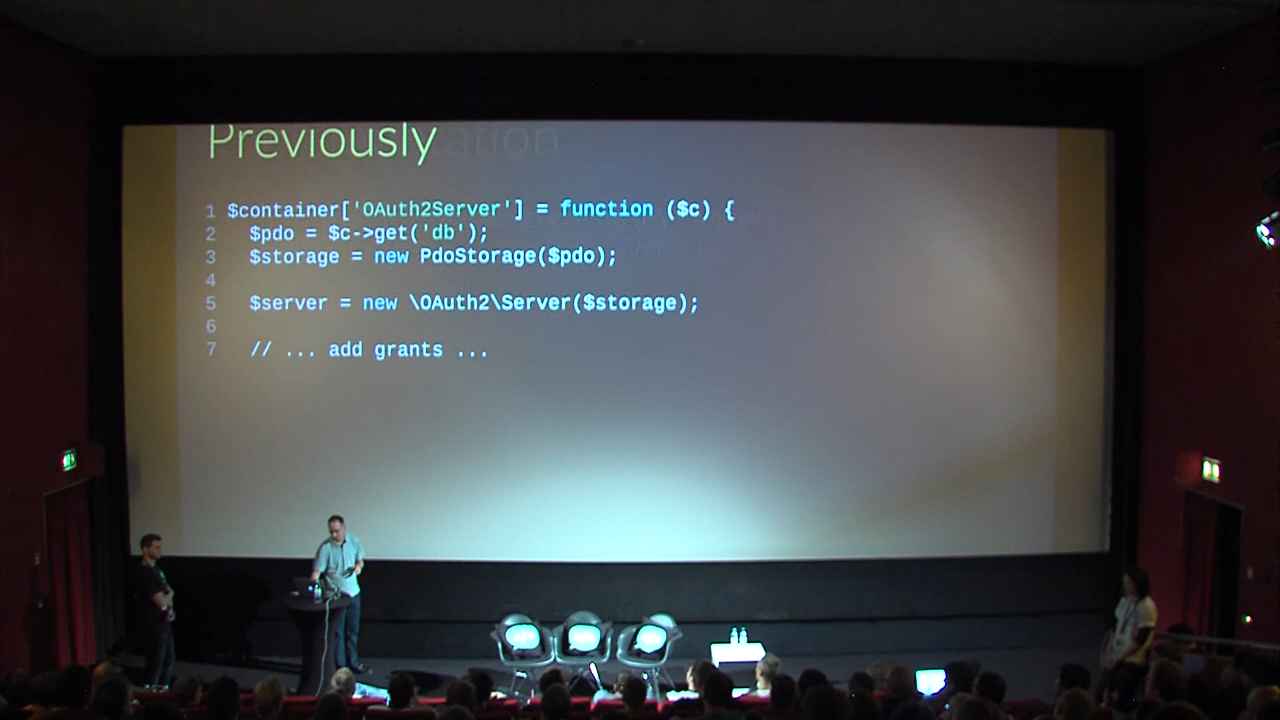 Previously
1 $container['OAuth2Server'] = function ($c) {
2 $pdo = $c->get('db');
3 $storage = new PdoStorage($pdo);
4
5 $server = new \OAuth2\Server($storage);
6
7 // ... add grants ...